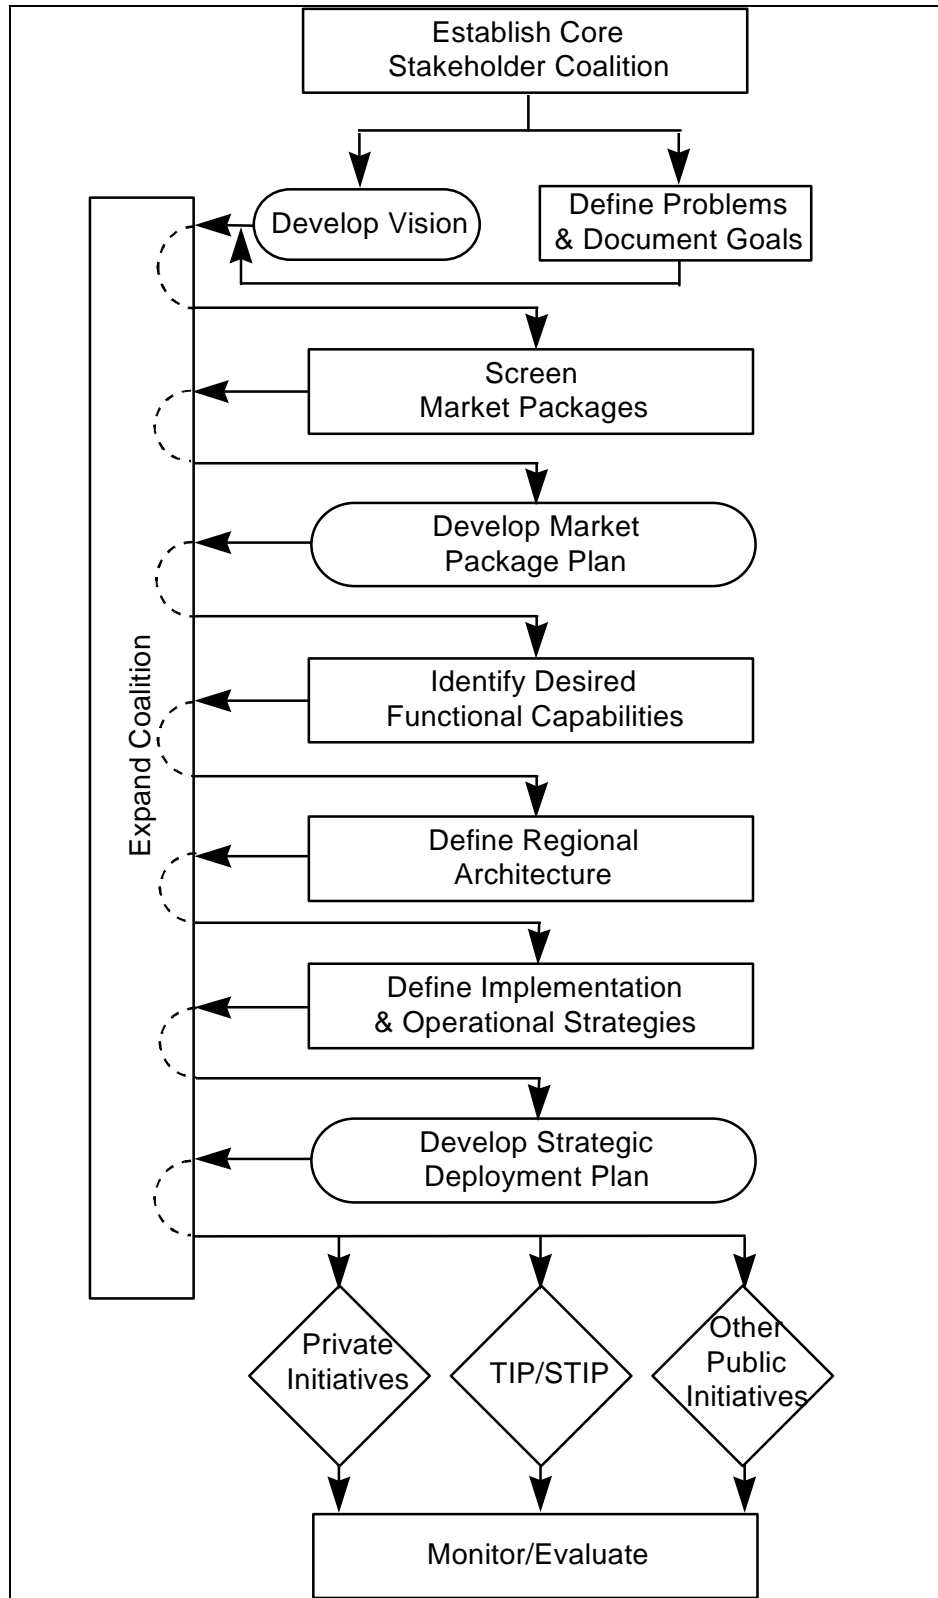 Establish Core
Stakeholder Coalition
Develop Vision
Define Problems
& Document Goals
Expand Coalition
Screen
Market Packages
Develop Market
Package Plan
Identify Desired
Functional Capabilities
Define Regional
Architecture
Define Implementation
& Operational Strategies
Develop Strategic
Deployment Plan
Private
Initiatives
TIP/STIP
Other
Public
Initiatives
Monitor/Evaluate